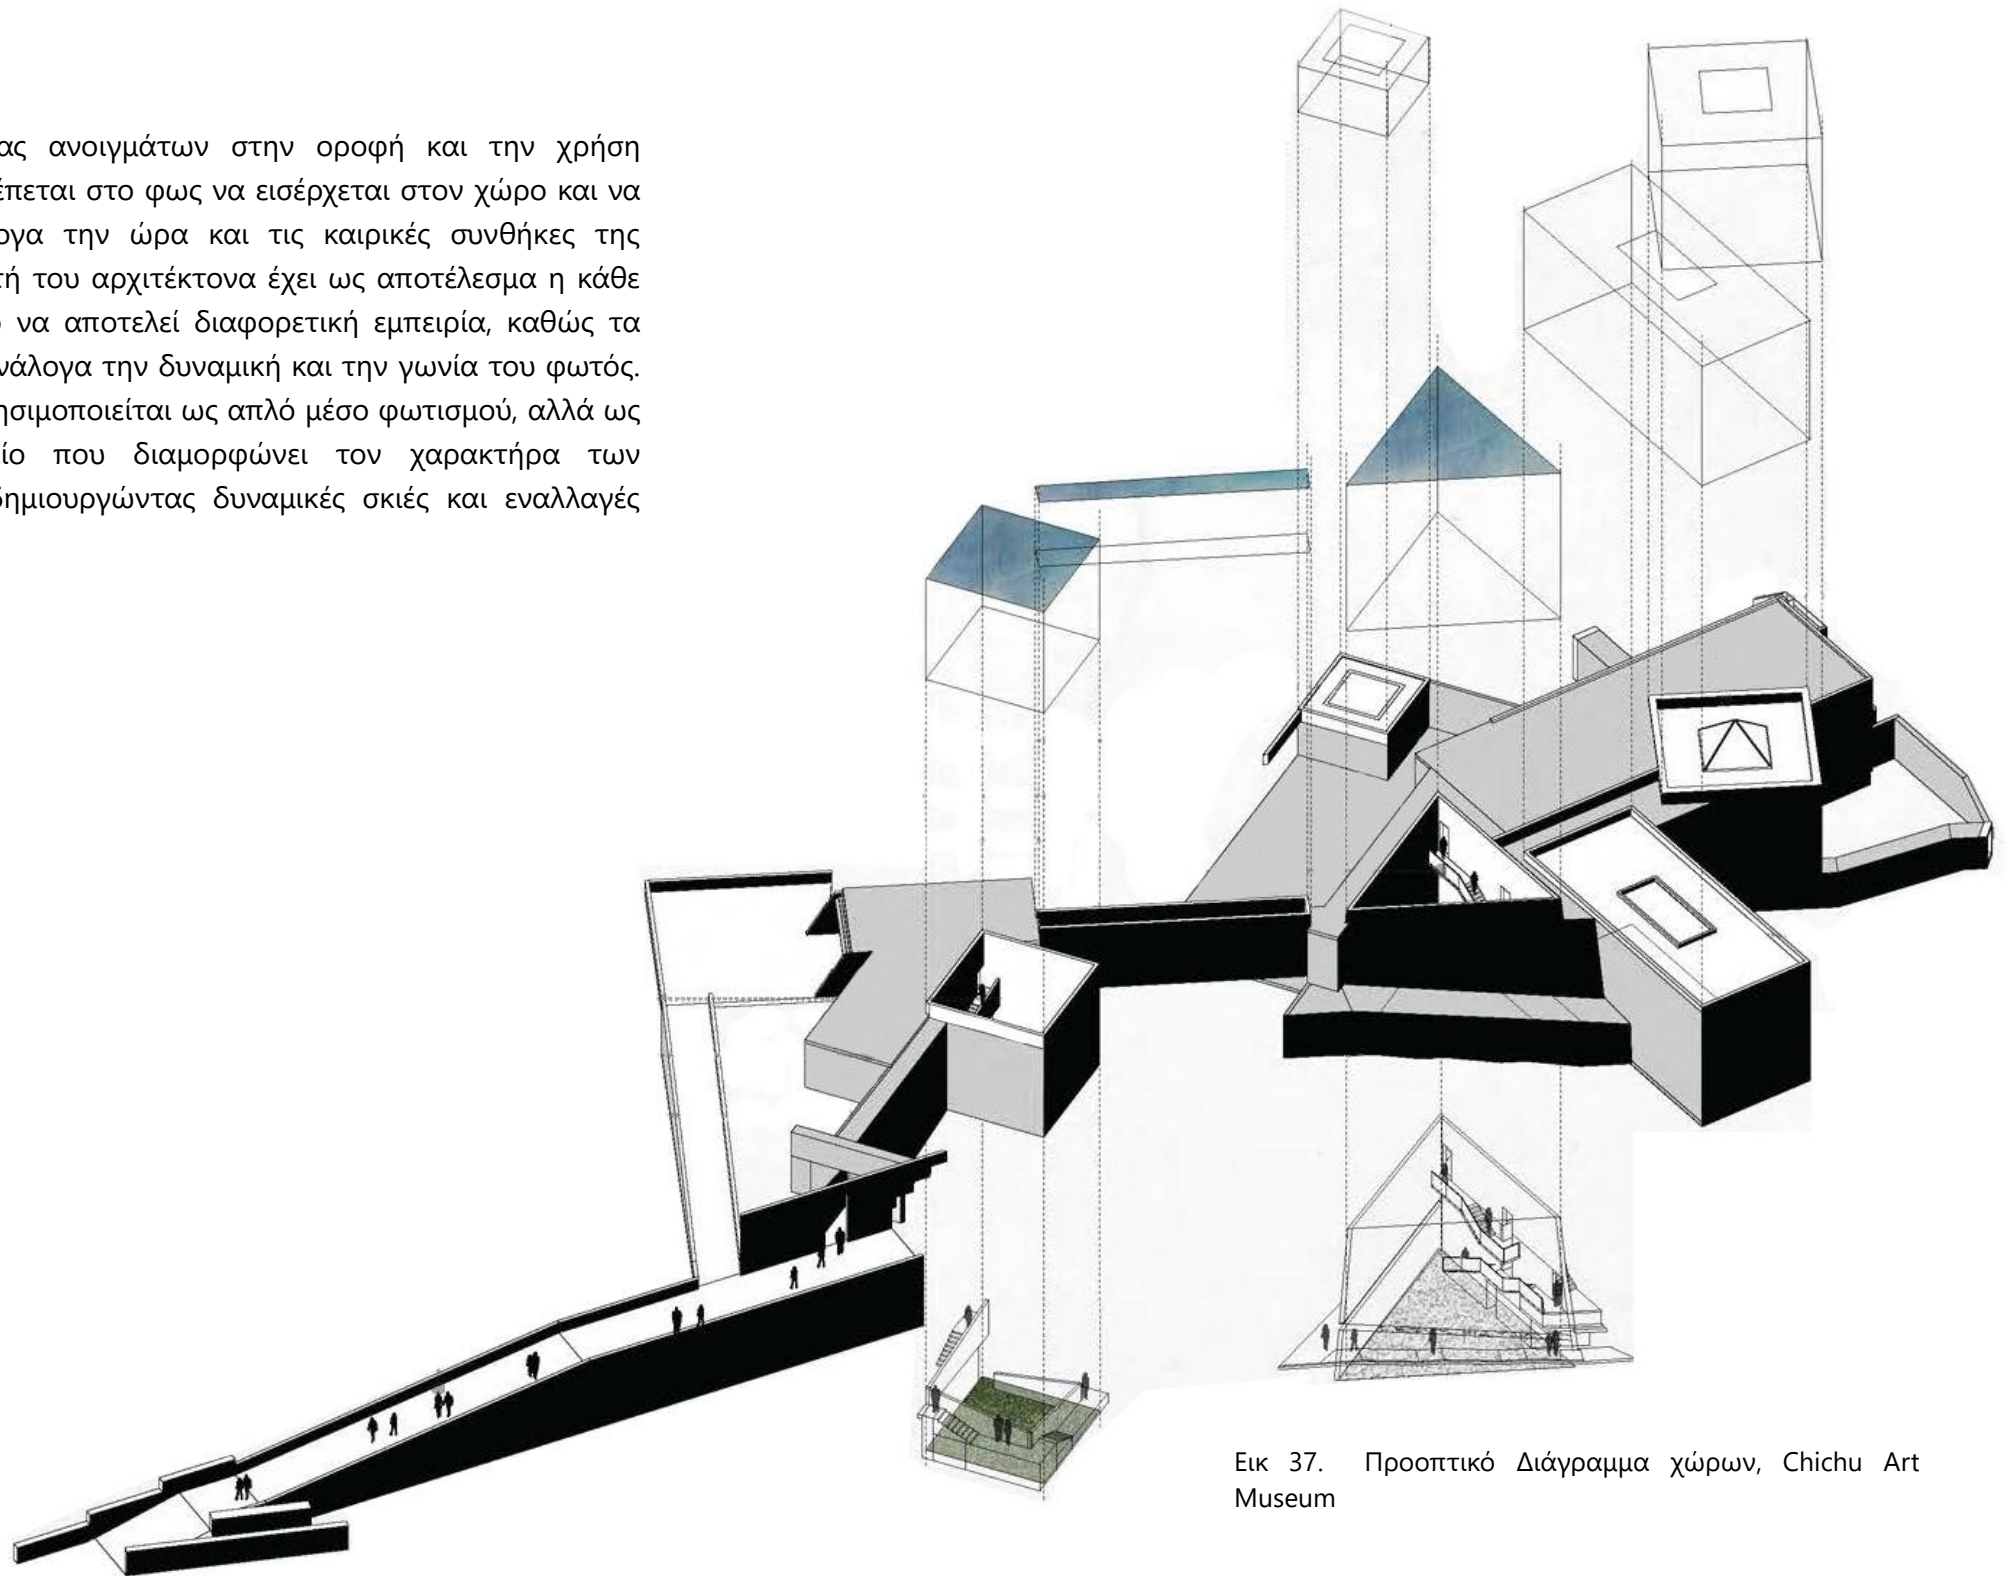 ας ανοιγμάτων στην οροφή και την χρήση
έπεται στο φως να εισέρχεται στον χώρο και να
ογα την ώρα και τις καιρικές συνθήκες της
τή του αρχιτέκτονα έχει ως αποτέλεσμα η κάθε
να αποτελεί διαφορετική εμπειρία, καθώς τα
νάλογα την δυναμική και την γωνία του φωτός.
ησιμοποιείται ως απλό μέσο φωτισμού, αλλά ως
ίο που διαμορφώνει τον χαρακτήρα των
δημιουργώντας δυναμικές σκιές και εναλλαγές
Εικ 37. Προοπτικό Διάγραμμα χώρων, Chichu Art
Museum